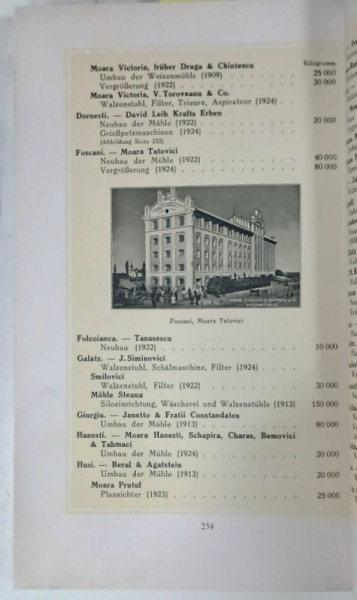 Kilogramm
Moara Victoria, früher Druga & Chintescu
Umbau der Weizenmühle (1909) . . . . . . . 25 000
Vergrößerung (1922) . . . . . . . . . . . 30 000
Moara Victoria, V. Toroveanu & Co.
Walzenstuhl, Filter, Trieure, Aspirateur (1924) . .
Dornesti. — David Leib Kralts Erben
Neubau der Mühle (1922) . . . . . . . . . 20 000
Grießputzmaschinen (1924) . . . . . . . . .
(Abbildung Seite 233)
Foscani. — Moara Tatovici
Neubau der Mühle (1922) . . . . . . . . . 40 000
Vergrößerung (1924) . . . . . . . . . . . 80 000
Focsani, Moara Tatovici
Folcoianca. — Tanasescu
Neubau (1922) . . . . . . . . . . . . . 10 000
Galatz. — J. Siminovici
Walzenstuhl, Schälmaschine, Filter (1924) . . . .
Smilovici
Walzenstuhl, Filter (1922) . . . . . . . . . 30 000
Mühle Steaua
Siloeinrichtung, Wäscherei und Walzenstühle (1913) 150 000
Giurgiu. — Janetto & Fratii Constandatos
Umbau der Mühle (1913) . . . . . . . . . 80 000
Hanesti. — Moara Hanesti, Schapira, Charas, Bemovici
& Tahmaci
Umbau der Mühle (1924) . . . . . . . . . 20 000
Husi. — Beral & Agatstein
Umbau der Mühle (1913) . . . . . . . . . 20 000
Moara Prutul
Plansichter (1923) . . . . . . . . . . . . 25 000
234